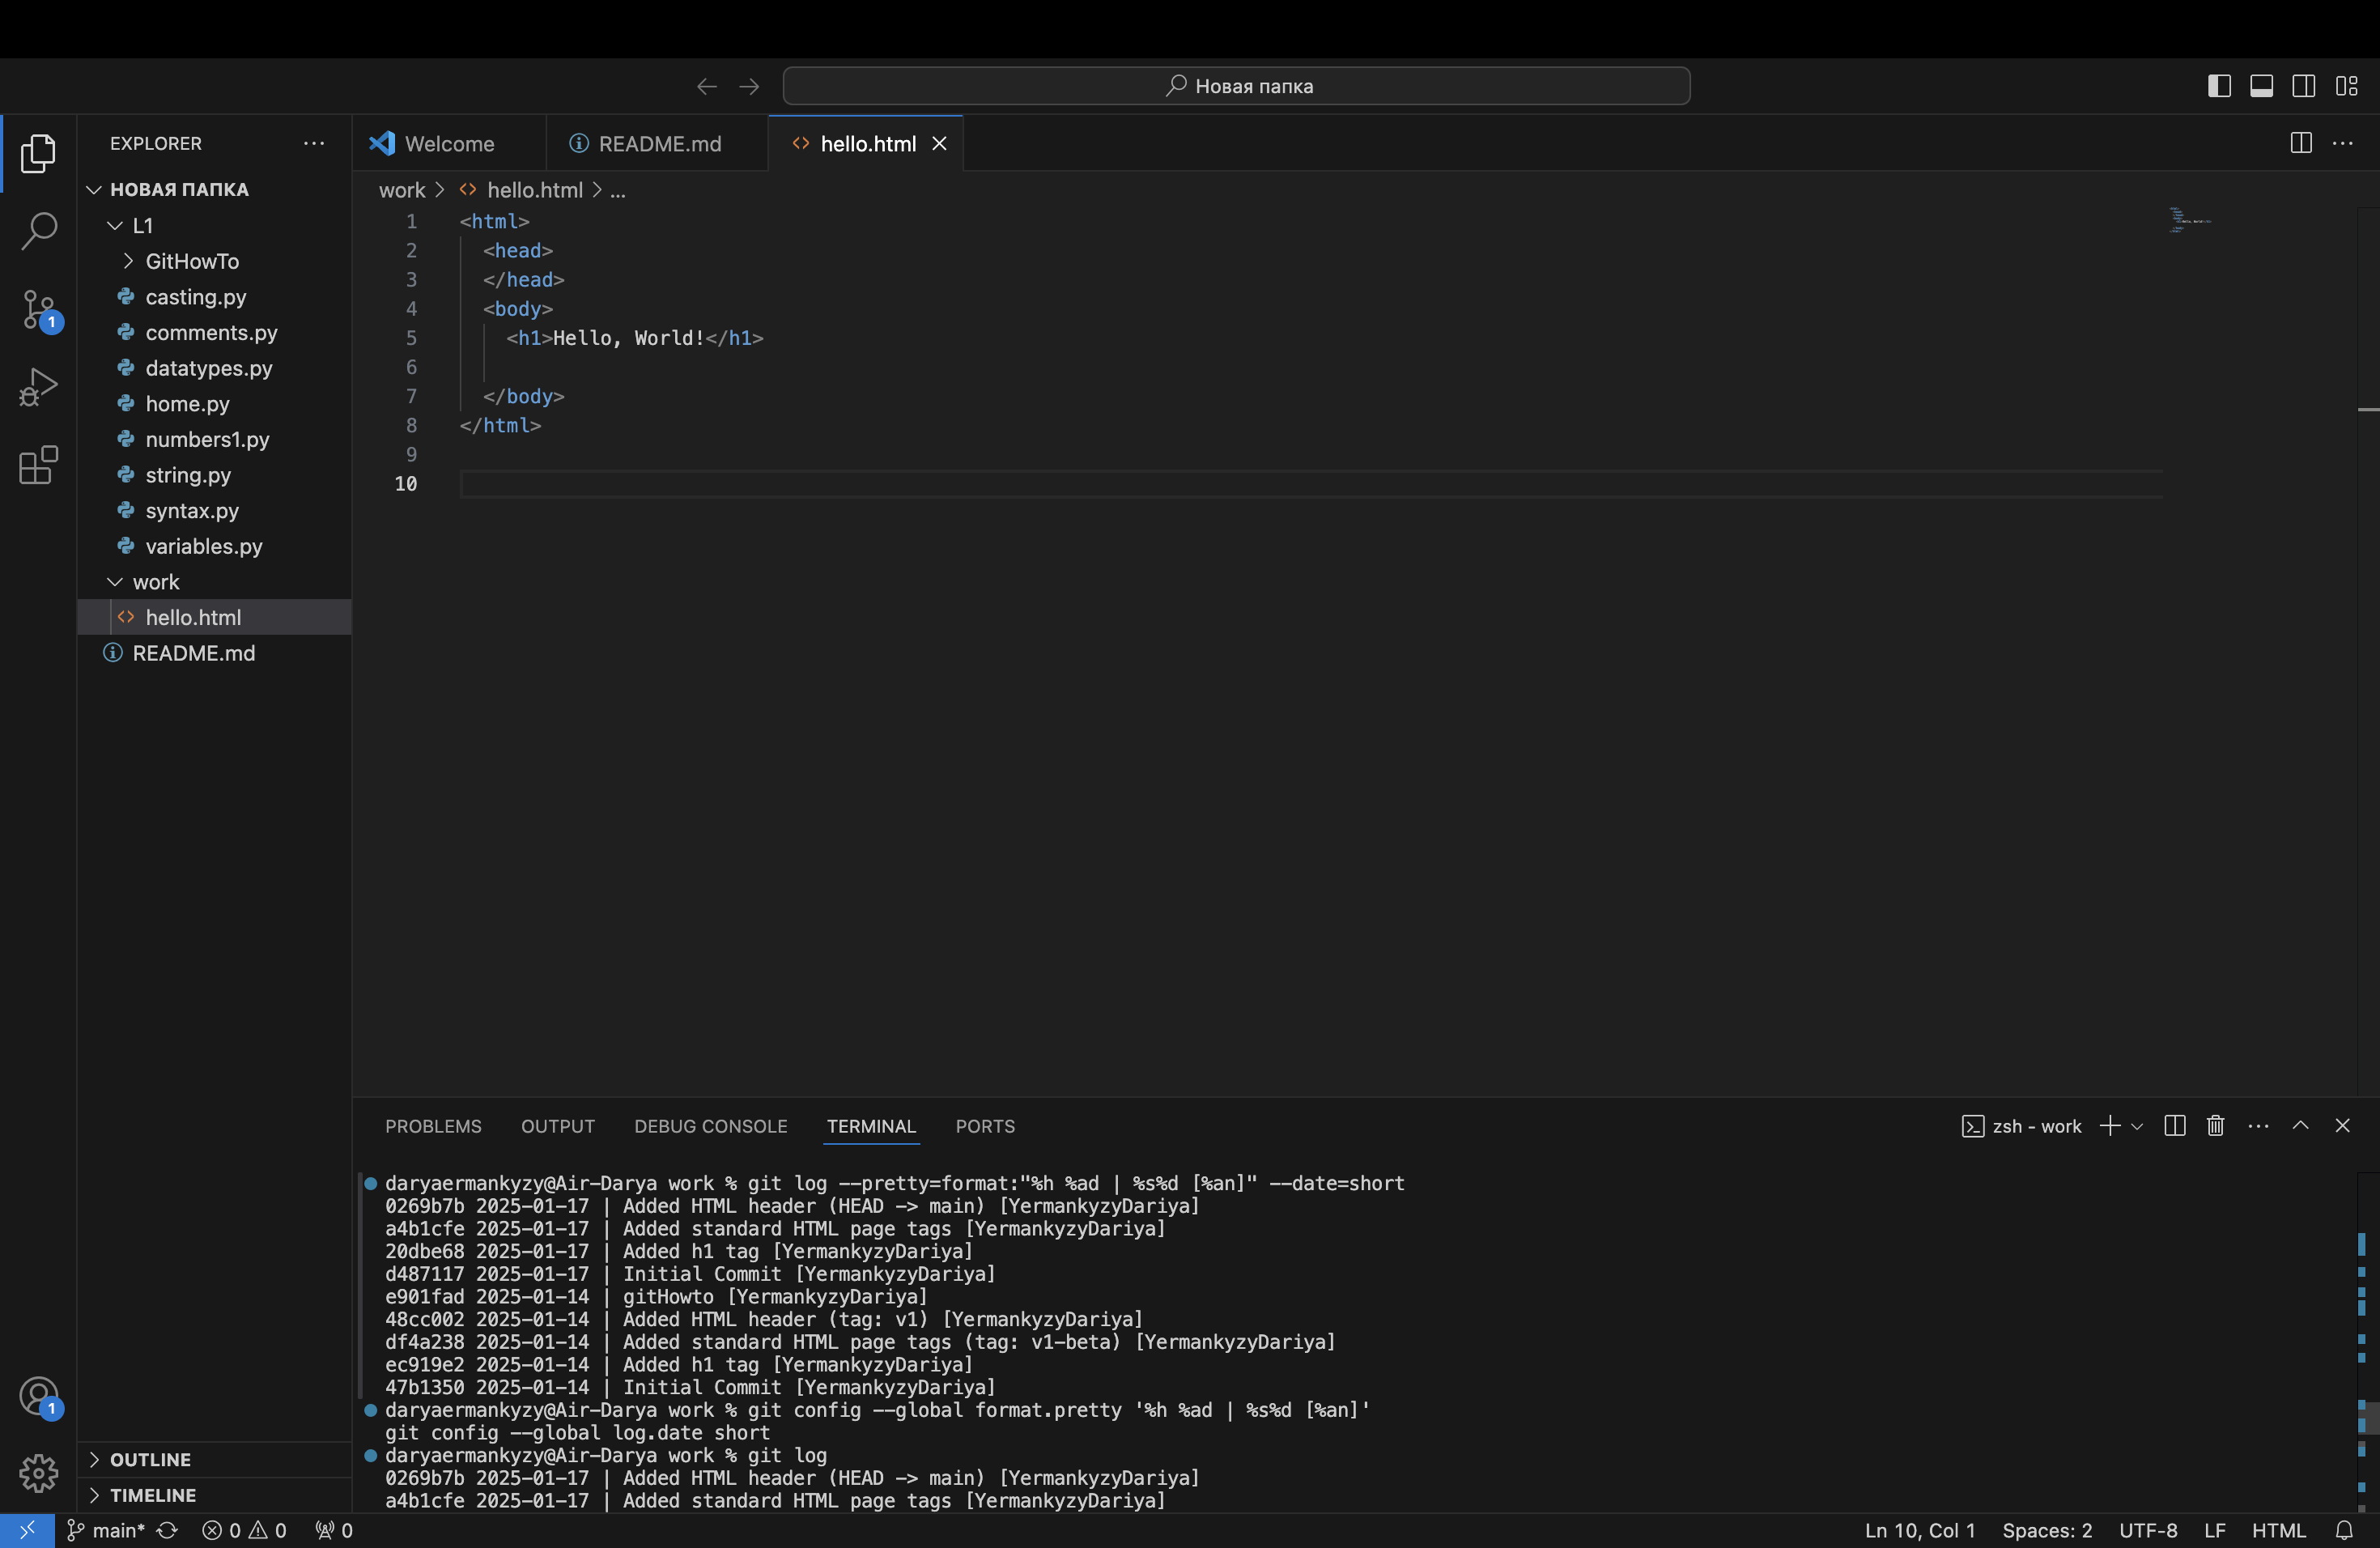 Новая папка
EXPLORER
НОВАЯ ПАПКА
L1
GitHowTo
casting.py
comments.py
datatypes.py
home.py
numbers1.py
string.py
syntax.py
variables.py
work
hello.html
README.md
OUTLINE
TIMELINE
1
1
Welcome
README.md
hello.html
work > hello.html > ...
1 <html>
2 <head>
3 </head>
4 <body>
5 <h1>Hello, World!</h1>
6
7 </body>
8 </html>
9
10
PROBLEMS OUTPUT DEBUG CONSOLE TERMINAL PORTS
zsh - work
daryaermankyzy@Air-Darya work % git log --pretty=format:"%h %ad | %s%d [%an]" --date=short
0269b7b 2025-01-17 | Added HTML header (HEAD -> main) [YermankyzyDariya]
a4b1cfe 2025-01-17 | Added standard HTML page tags [YermankyzyDariya]
20dbe68 2025-01-17 | Added h1 tag [YermankyzyDariya]
d487117 2025-01-17 | Initial Commit [YermankyzyDariya]
e901fad 2025-01-14 | gitHowto [YermankyzyDariya]
48cc002 2025-01-14 | Added HTML header (tag: v1) [YermankyzyDariya]
df4a238 2025-01-14 | Added standard HTML page tags (tag: v1-beta) [YermankyzyDariya]
ec919e2 2025-01-14 | Added h1 tag [YermankyzyDariya]
47b1350 2025-01-14 | Initial Commit [YermankyzyDariya]
daryaermankyzy@Air-Darya work % git config --global format.pretty '%h %ad | %s%d [%an]'
git config --global log.date short
daryaermankyzy@Air-Darya work % git log
0269b7b 2025-01-17 | Added HTML header (HEAD -> main) [YermankyzyDariya]
a4b1cfe 2025-01-17 | Added standard HTML page tags [YermankyzyDariya]
main* 0 0 0
Ln 10, Col 1 Spaces: 2 UTF-8 LF HTML